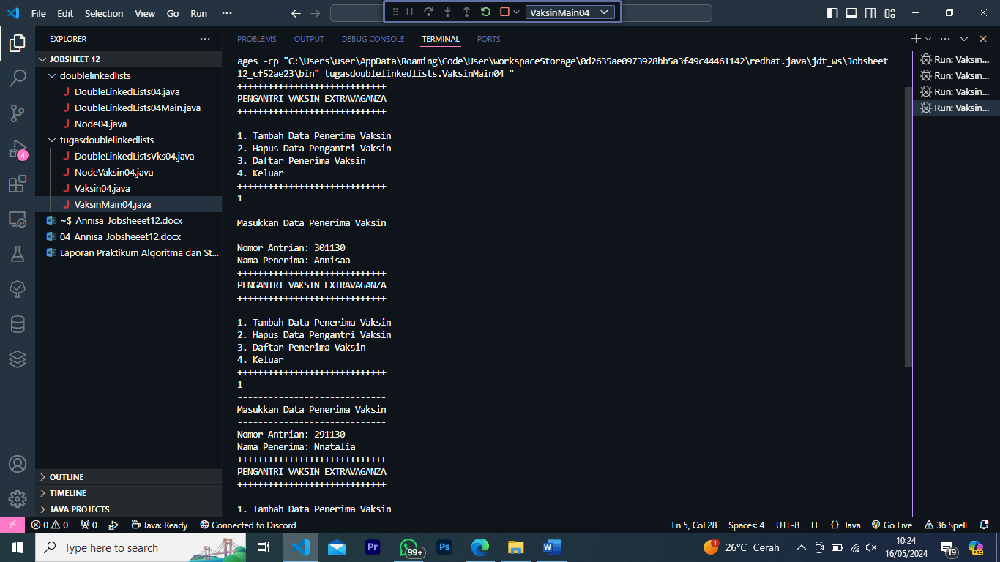 File Edit Selection View Go Run ···
VaksinMain04
EXPLORER ···
JOBSHEET 12
doublelinkedlists
J DoubleLinkedLists04.java
J DoubleLinkedLists04Main.java
J Node04.java
tugasdoublelinkedlists
J DoubleLinkedListsVks04.java
J NodeVaksin04.java
J Vaksin04.java
J VaksinMain04.java
~$_Annisa_Jobsheeet12.docx
04_Annisa_Jobsheeet12.docx
Laporan Praktikum Algoritma dan St...
OUTLINE
TIMELINE
JAVA PROJECTS
4
PROBLEMS OUTPUT DEBUG CONSOLE TERMINAL PORTS
ages -cp "C:\Users\user\AppData\Roaming\Code\User\workspaceStorage\0d2635ae0973928bb5a3f49c44461142\redhat.java\jdt_ws\Jobsheet
12_cf52ae23\bin" tugasdoublelinkedlists.VaksinMain04 "
+++++++++++++++++++++++++++++
PENGANTRI VAKSIN EXTRAVAGANZA
+++++++++++++++++++++++++++++
1. Tambah Data Penerima Vaksin
2. Hapus Data Pengantri Vaksin
3. Daftar Penerima Vaksin
4. Keluar
+++++++++++++++++++++++++++++
1
-----------------------------
Masukkan Data Penerima Vaksin
-----------------------------
Nomor Antrian: 301130
Nama Penerima: Annisaa
+++++++++++++++++++++++++++++
PENGANTRI VAKSIN EXTRAVAGANZA
+++++++++++++++++++++++++++++
1. Tambah Data Penerima Vaksin
2. Hapus Data Pengantri Vaksin
3. Daftar Penerima Vaksin
4. Keluar
+++++++++++++++++++++++++++++
1
-----------------------------
Masukkan Data Penerima Vaksin
-----------------------------
Nomor Antrian: 291130
Nama Penerima: Nnatalia
+++++++++++++++++++++++++++++
PENGANTRI VAKSIN EXTRAVAGANZA
+++++++++++++++++++++++++++++
1. Tambah Data Penerima Vaksin
Run: Vaksin...
Run: Vaksin...
Run: Vaksin...
Run: Vaksin...
0 0 0 Java: Ready Connected to Discord Ln 5, Col 28 Spaces: 4 UTF-8 LF {} Java Go Live 36 Spell
Type here to search Pr 99+ Ps W 1 26°C Cerah 10:24 19 PRE
16/05/2024